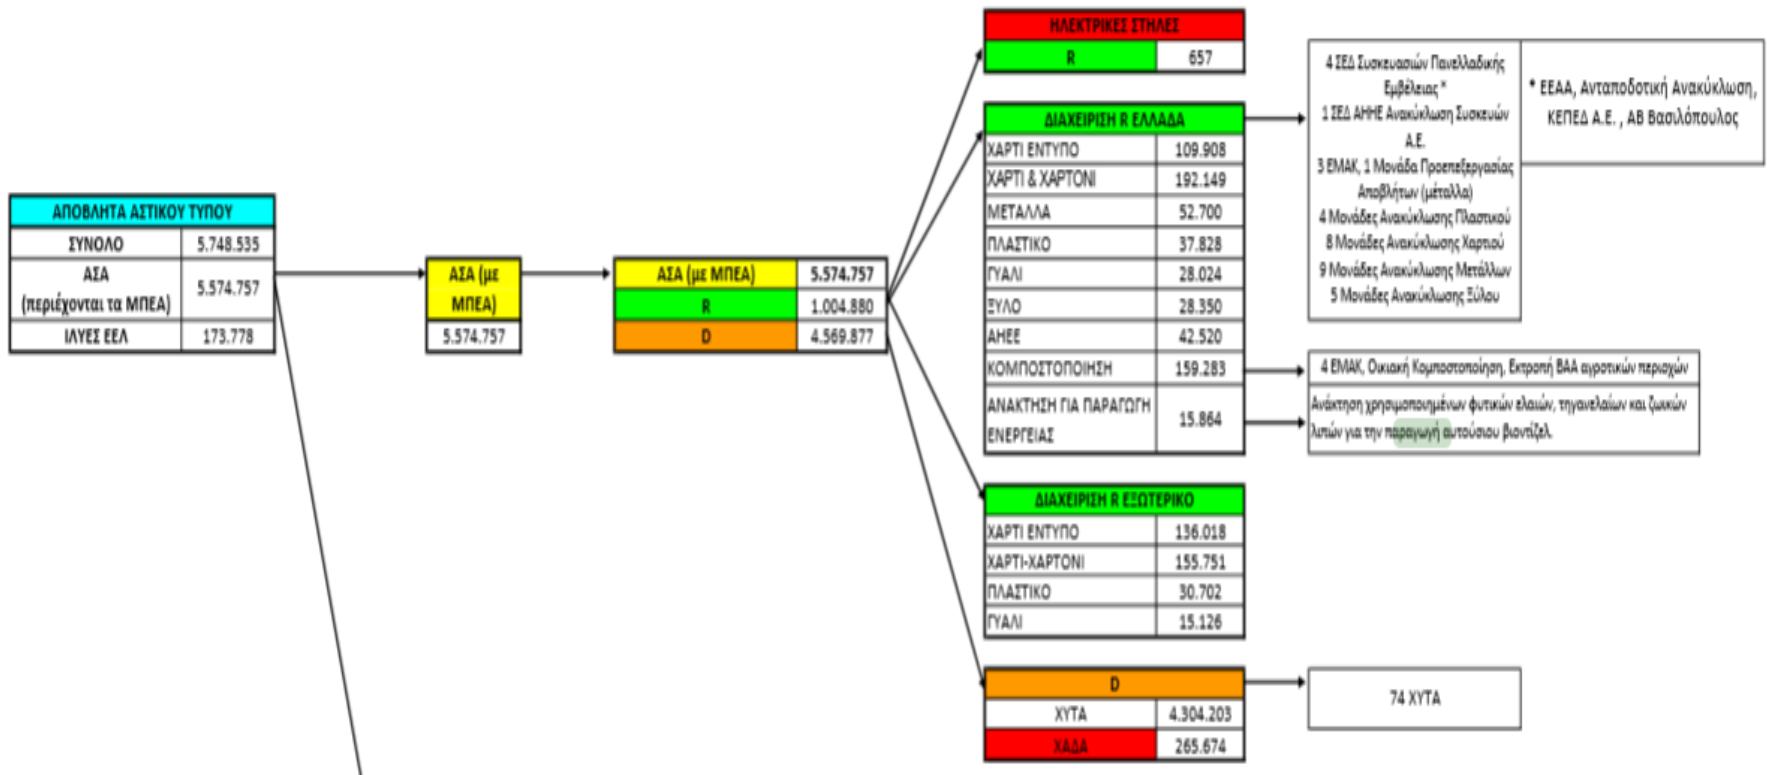 ΑΠΟΒΛΗΤΑ ΑΣΤΙΚΟΥ ΤΥΠΟΥ
ΣΥΝΟΛΟ 5.748.535
ΑΣΑ
(περιέχονται τα ΜΠΕΑ) 5.574.757
ΙΛΥΕΣ ΕΕΛ 173.778
ΑΣΑ (με
ΜΠΕΑ)
5.574.757
ΑΣΑ (με ΜΠΕΑ) 5.574.757
R 1.004.880
D 4.569.877
ΗΛΕΚΤΡΙΚΕΣ ΣΤΗΛΕΣ
R 657
ΔΙΑΧΕΙΡΙΣΗ R ΕΛΛΑΔΑ
ΧΑΡΤΙ ΕΝΤΥΠΟ 109.908
ΧΑΡΤΙ & ΧΑΡΤΟΝΙ 192.149
ΜΕΤΑΛΛΑ 52.700
ΠΛΑΣΤΙΚΟ 37.828
ΓΥΑΛΙ 28.024
ΞΥΛΟ 28.350
ΑΗΕΕ 42.520
ΚΟΜΠΟΣΤΟΠΟΙΗΣΗ 159.283
ΑΝΑΚΤΗΣΗ ΓΙΑ ΠΑΡΑΓΩΓΗ
ΕΝΕΡΓΕΙΑΣ 15.864
ΔΙΑΧΕΙΡΙΣΗ R ΕΞΩΤΕΡΙΚΟ
ΧΑΡΤΙ ΕΝΤΥΠΟ 136.018
ΧΑΡΤΙ-ΧΑΡΤΟΝΙ 155.751
ΠΛΑΣΤΙΚΟ 30.702
ΓΥΑΛΙ 15.126
D
ΧΥΤΑ 4.304.203
ΧΑΔΑ 265.674
4 ΣΕΔ Συσκευασιών Πανελλαδικής
Εμβέλειας *
1 ΣΕΔ ΑΗΗΕ Ανακύκλωση Συσκευών
Α.Ε.
3 ΕΜΑΚ, 1 Μονάδα Προεπεξεργασίας
Αποβλήτων (μέταλλα)
4 Μονάδες Ανακύκλωσης Πλαστικού
8 Μονάδες Ανακύκλωσης Χαρτιού
9 Μονάδες Ανακύκλωσης Μετάλλων
5 Μονάδες Ανακύκλωσης Ξύλου
* ΕΕΑΑ, Ανταποδοτική Ανακύκλωση,
ΚΕΠΕΔ Α.Ε. , ΑΒ Βασιλόπουλος
4 ΕΜΑΚ, Οικιακή Κομποστοποίηση, Εκτροπή ΒΑΑ αγροτικών περιοχών
Ανάκτηση χρησιμοποιημένων φυτικών ελαιών, τηγανελαίων και ζωικών
λιπών για την παραγωγή αυτούσιου βιοντίζελ.
74 ΧΥΤΑ